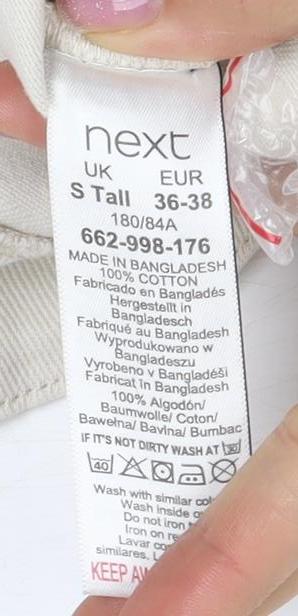 next
UK EUR
S Tall 36-38
180/84A
662-998-176
MADE IN BANGLADESH
100% COTTON
Fabricado en Bangladés
Hergestellt in
Bangladesch
Fabriqué au Bangladesh
Wyprodukowano w
Bangladeszu
Vyrobeno v Bangladéši
Fabricat în Bangladesh
100% Algodón/
Baumwolle/ Coton/
Bawełna/ Bavlna/ Bumbac
IF IT'S NOT DIRTY WASH AT 30
40
Wash with similar
Wash inside
Do not iron
Iron on
Lavar
similares.
KEEP